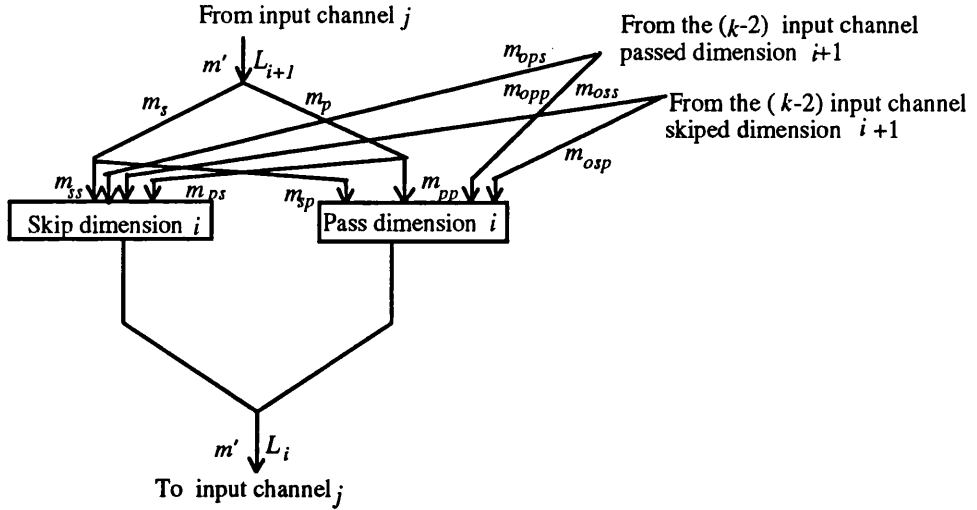 From input channel j
From the (k-2) input channel
passed dimension i+1
m' L_{i+1}
m_{ops}
m_s m_p m_{opp} m_{oss}
From the ( k-2) input channel
skiped dimension i +1
m_{osp}
m_{ss} m_{ps} m_{sp} m_{pp}
Skip dimension i Pass dimension i
m' L_i
To input channel j